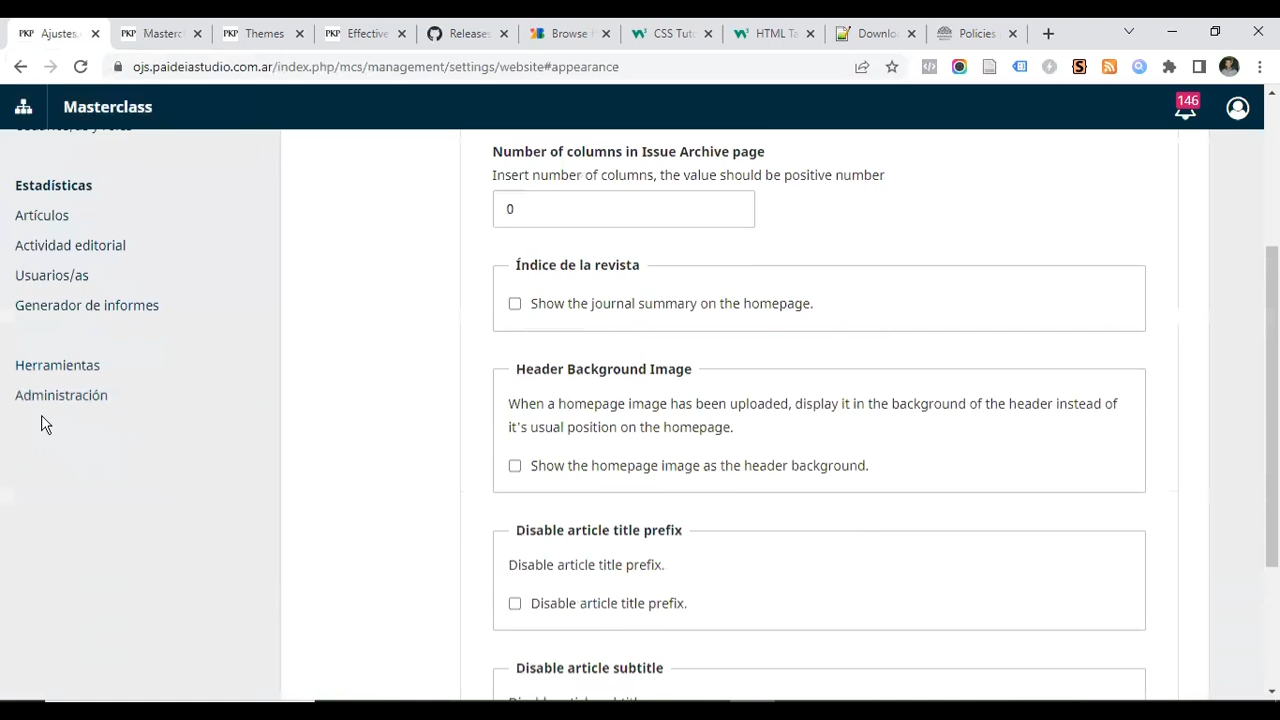 Ajustes
Masterc
Themes
Effective
Releases
Browse
CSS Tut
HTML Ta
Downlo
Policies
ojs.paideiastudio.com.ar/index.php/mcs/management/settings/website#appearance
Masterclass
146
Estadísticas
Artículos
Actividad editorial
Usuarios/as
Generador de informes
Herramientas
Administración
Number of columns in Issue Archive page
Insert number of columns, the value should be positive number
0
Índice de la revista
Show the journal summary on the homepage.
Header Background Image
When a homepage image has been uploaded, display it in the background of the header instead of
it's usual position on the homepage.
Show the homepage image as the header background.
Disable article title prefix
Disable article title prefix.
Disable article title prefix.
Disable article subtitle